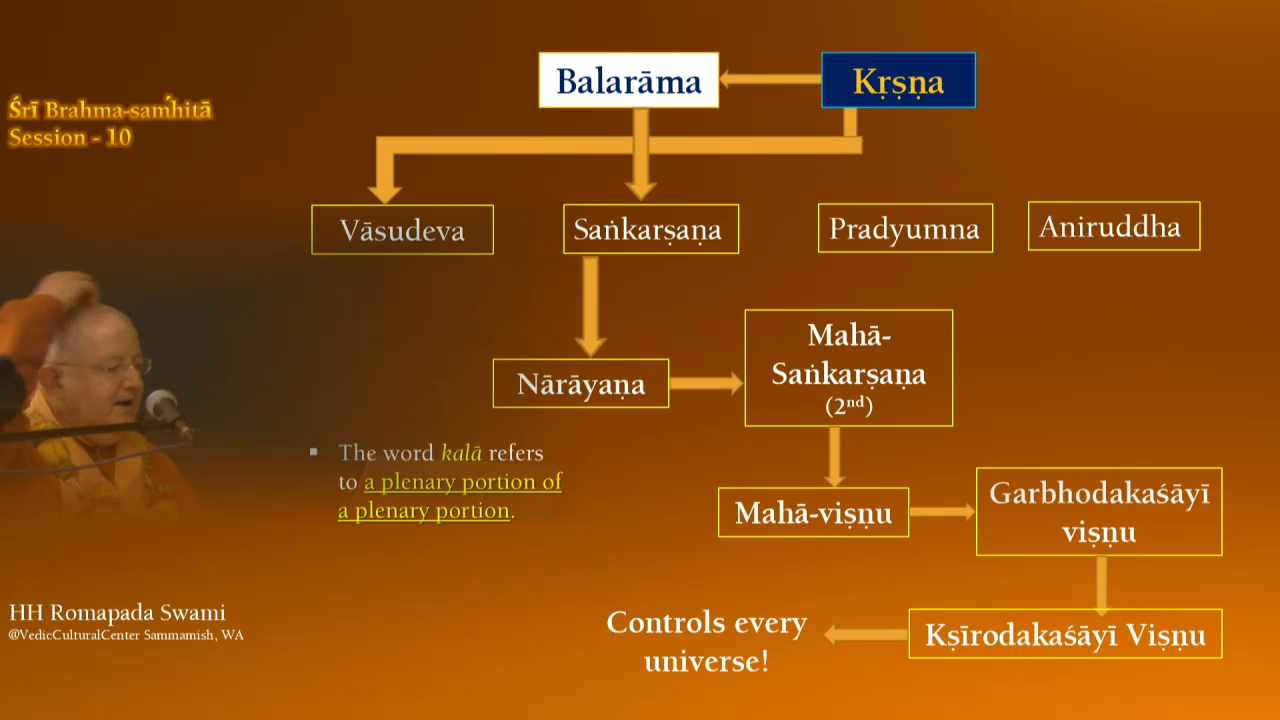 Śrī Brahma-saṁhitā
Session - 10
Balarāma
Kṛṣṇa
Vāsudeva
Saṅkarṣaṇa
Pradyumna
Aniruddha
Nārāyaṇa
Mahā-
Saṅkarṣaṇa
(2nd)
The word kalā refers
to a plenary portion of
a plenary portion.
Mahā-viṣṇu
Garbhodakaśāyī
viṣṇu
Kṣīrodakaśāyī Viṣṇu
Controls every
universe!
HH Romapada Swami
@VedicCulturalCenter Sammamish, WA